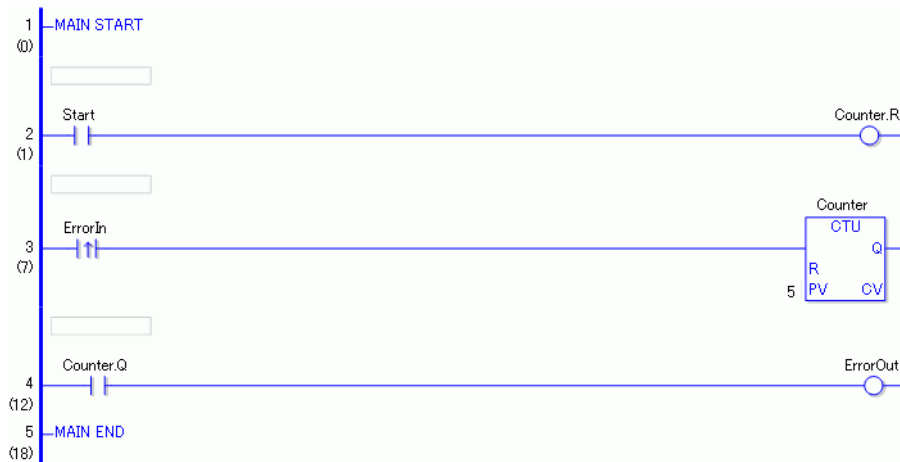 1 MAIN START
(0)
Start Counter.R
2
(1)
Counter
ErrorIn CTU
3 Q
(7) R
5 PV CV
Counter.Q ErrorOut
4
(12)
5 MAIN END
(18)